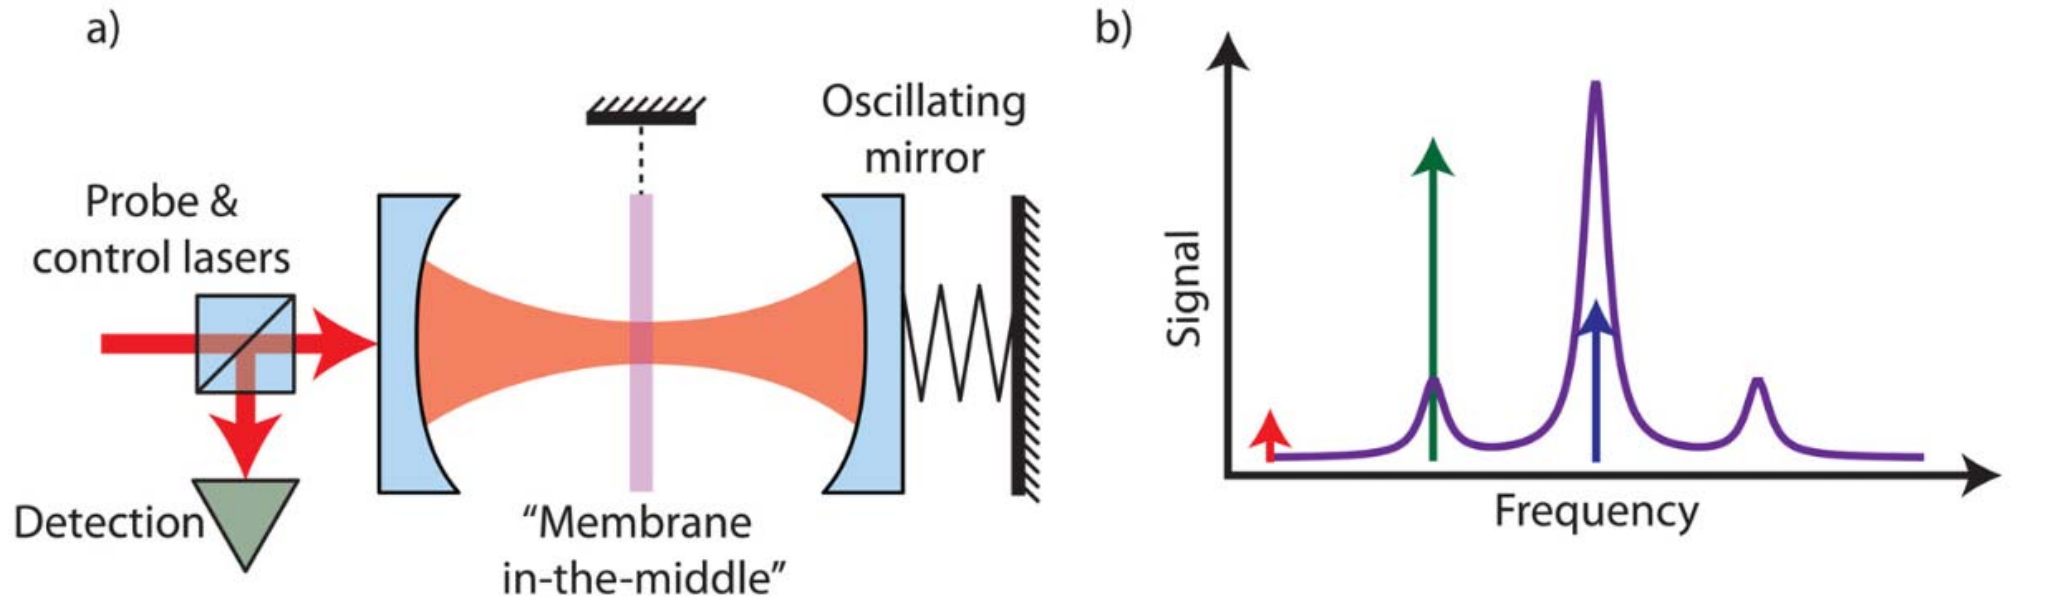 a)
Probe &
control lasers
Detection
“Membrane
in-the-middle”
Oscillating
mirror
b)
Signal
Frequency